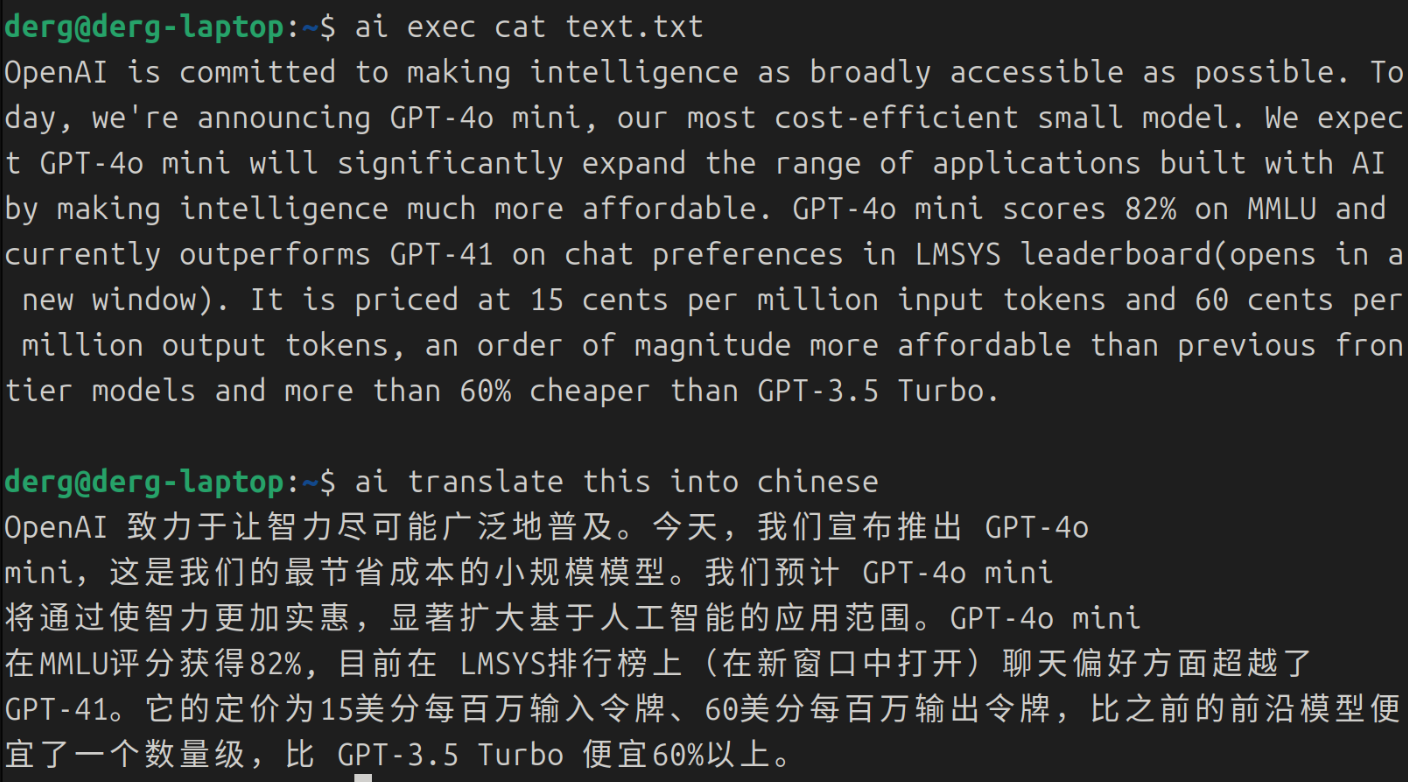 derg@derg-laptop:~$ ai exec cat text.txt
OpenAI is committed to making intelligence as broadly accessible as possible. To
day, we're announcing GPT-4o mini, our most cost-efficient small model. We expec
t GPT-4o mini will significantly expand the range of applications built with AI
by making intelligence much more affordable. GPT-4o mini scores 82% on MMLU and
currently outperforms GPT-41 on chat preferences in LMSYS leaderboard(opens in a
 new window). It is priced at 15 cents per million input tokens and 60 cents per
 million output tokens, an order of magnitude more affordable than previous fron
tier models and more than 60% cheaper than GPT-3.5 Turbo.
derg@derg-laptop:~$ ai translate this into chinese
OpenAI 致力于让智力尽可能广泛地普及。今天，我们宣布推出 GPT-4o
mini，这是我们的最节省成本的小规模模型。我们预计 GPT-4o mini
将通过使智力更加实惠，显著扩大基于人工智能的应用范围。GPT-4o mini
在MMLU评分获得82%，目前在 LMSYS排行榜上（在新窗口中打开）聊天偏好方面超越了
GPT-41。它的定价为15美分每百万输入令牌、60美分每百万输出令牌，比之前的前沿模型便
宜了一个数量级，比 GPT-3.5 Turbo 便宜60%以上。